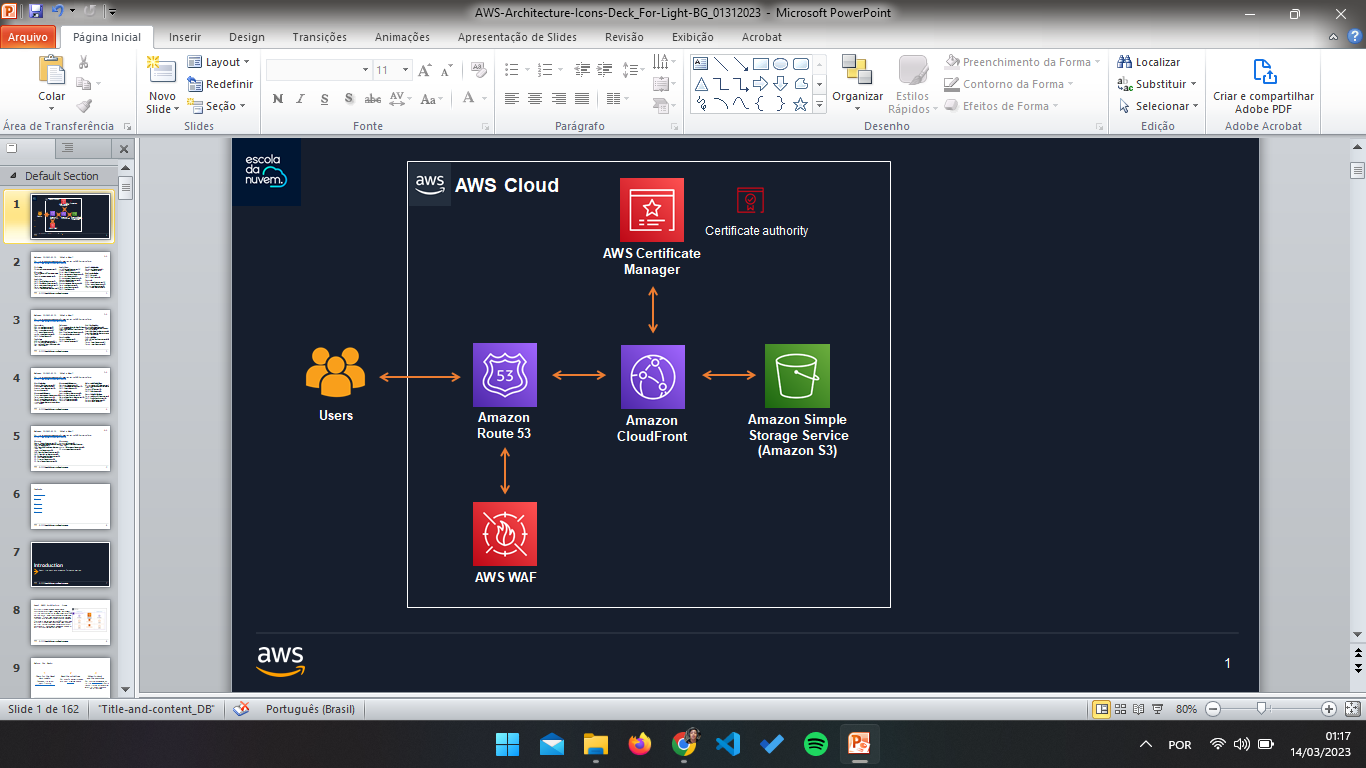 AWS-Architecture-Icons-Deck_For-Light-BG_01312023 - Microsoft PowerPoint
Arquivo
Página Inicial
Inserir
Design
Transições
Animações
Apresentação de Slides
Revisão
Exibição
Acrobat
Colar
Área de Transferência
Novo
Slide
Layout
Redefinir
Seção
Slides
11
N I S S abc AV Aa A
Fonte
Parágrafo
Organizar
Estilos
Rápidos
Preenchimento da Forma
Contorno da Forma
Efeitos de Forma
Desenho
Localizar
Substituir
Selecionar
Edição
Criar e compartilhar
Adobe PDF
Adobe Acrobat
Default Section
1
2
3
4
5
6
7
Introduction
8
9
escola
da
nuvem.
aws
AWS Cloud
AWS Certificate
Manager
Certificate authority
Users
53
Amazon
Route 53
Amazon
CloudFront
Amazon Simple
Storage Service
(Amazon S3)
AWS WAF
aws
1
Slide 1 de 162
"Title-and-content_DB"
Português (Brasil)
80%
POR
01:17
14/03/2023